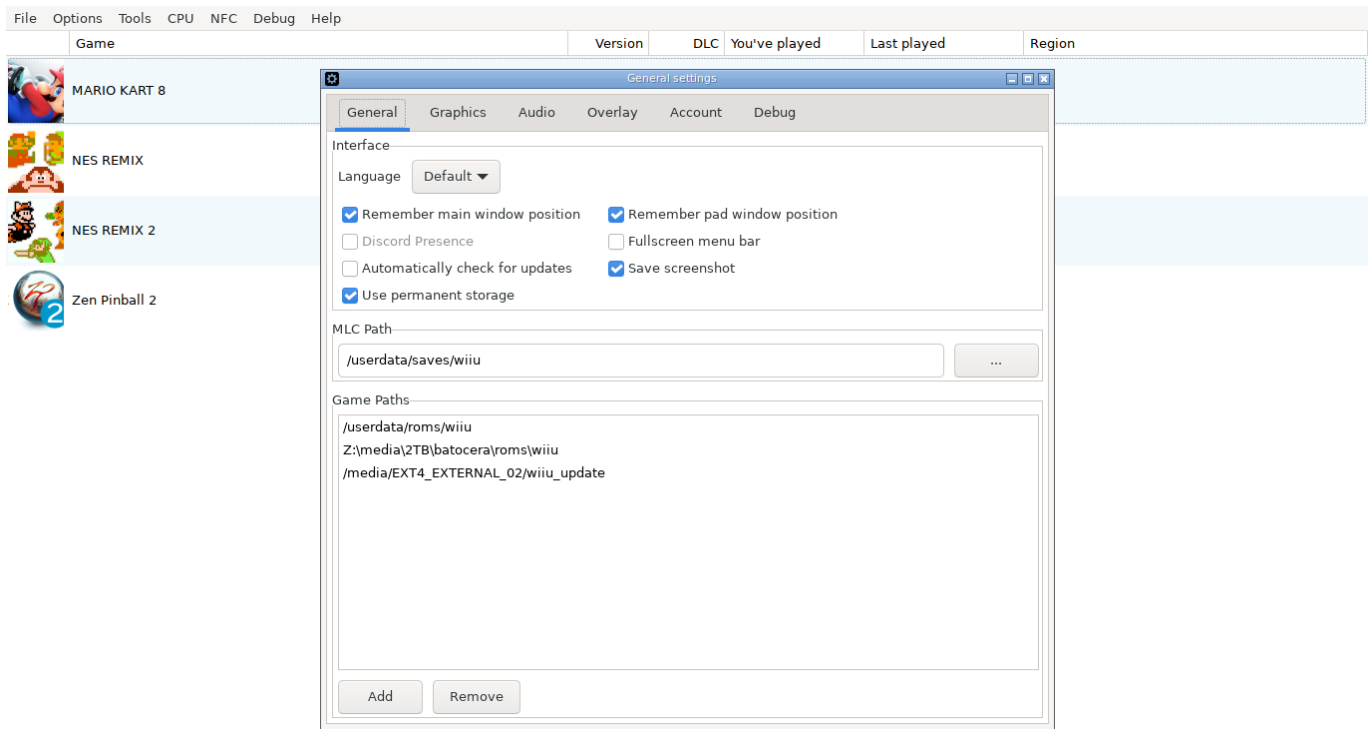 File Options Tools CPU NFC Debug Help
Game Version DLC You've played Last played Region
General settings
MARIO KART 8
NES REMIX
NES REMIX 2
2
Zen Pinball 2
General Graphics Audio Overlay Account Debug
Interface
Language Default
Remember main window position Remember pad window position
Discord Presence Fullscreen menu bar
Automatically check for updates Save screenshot
Use permanent storage
MLC Path
/userdata/saves/wiiu ...
Game Paths
/userdata/roms/wiiu
Z:\media\2TB\batocera\roms\wiiu
/media/EXT4_EXTERNAL_02/wiiu_update
Add Remove